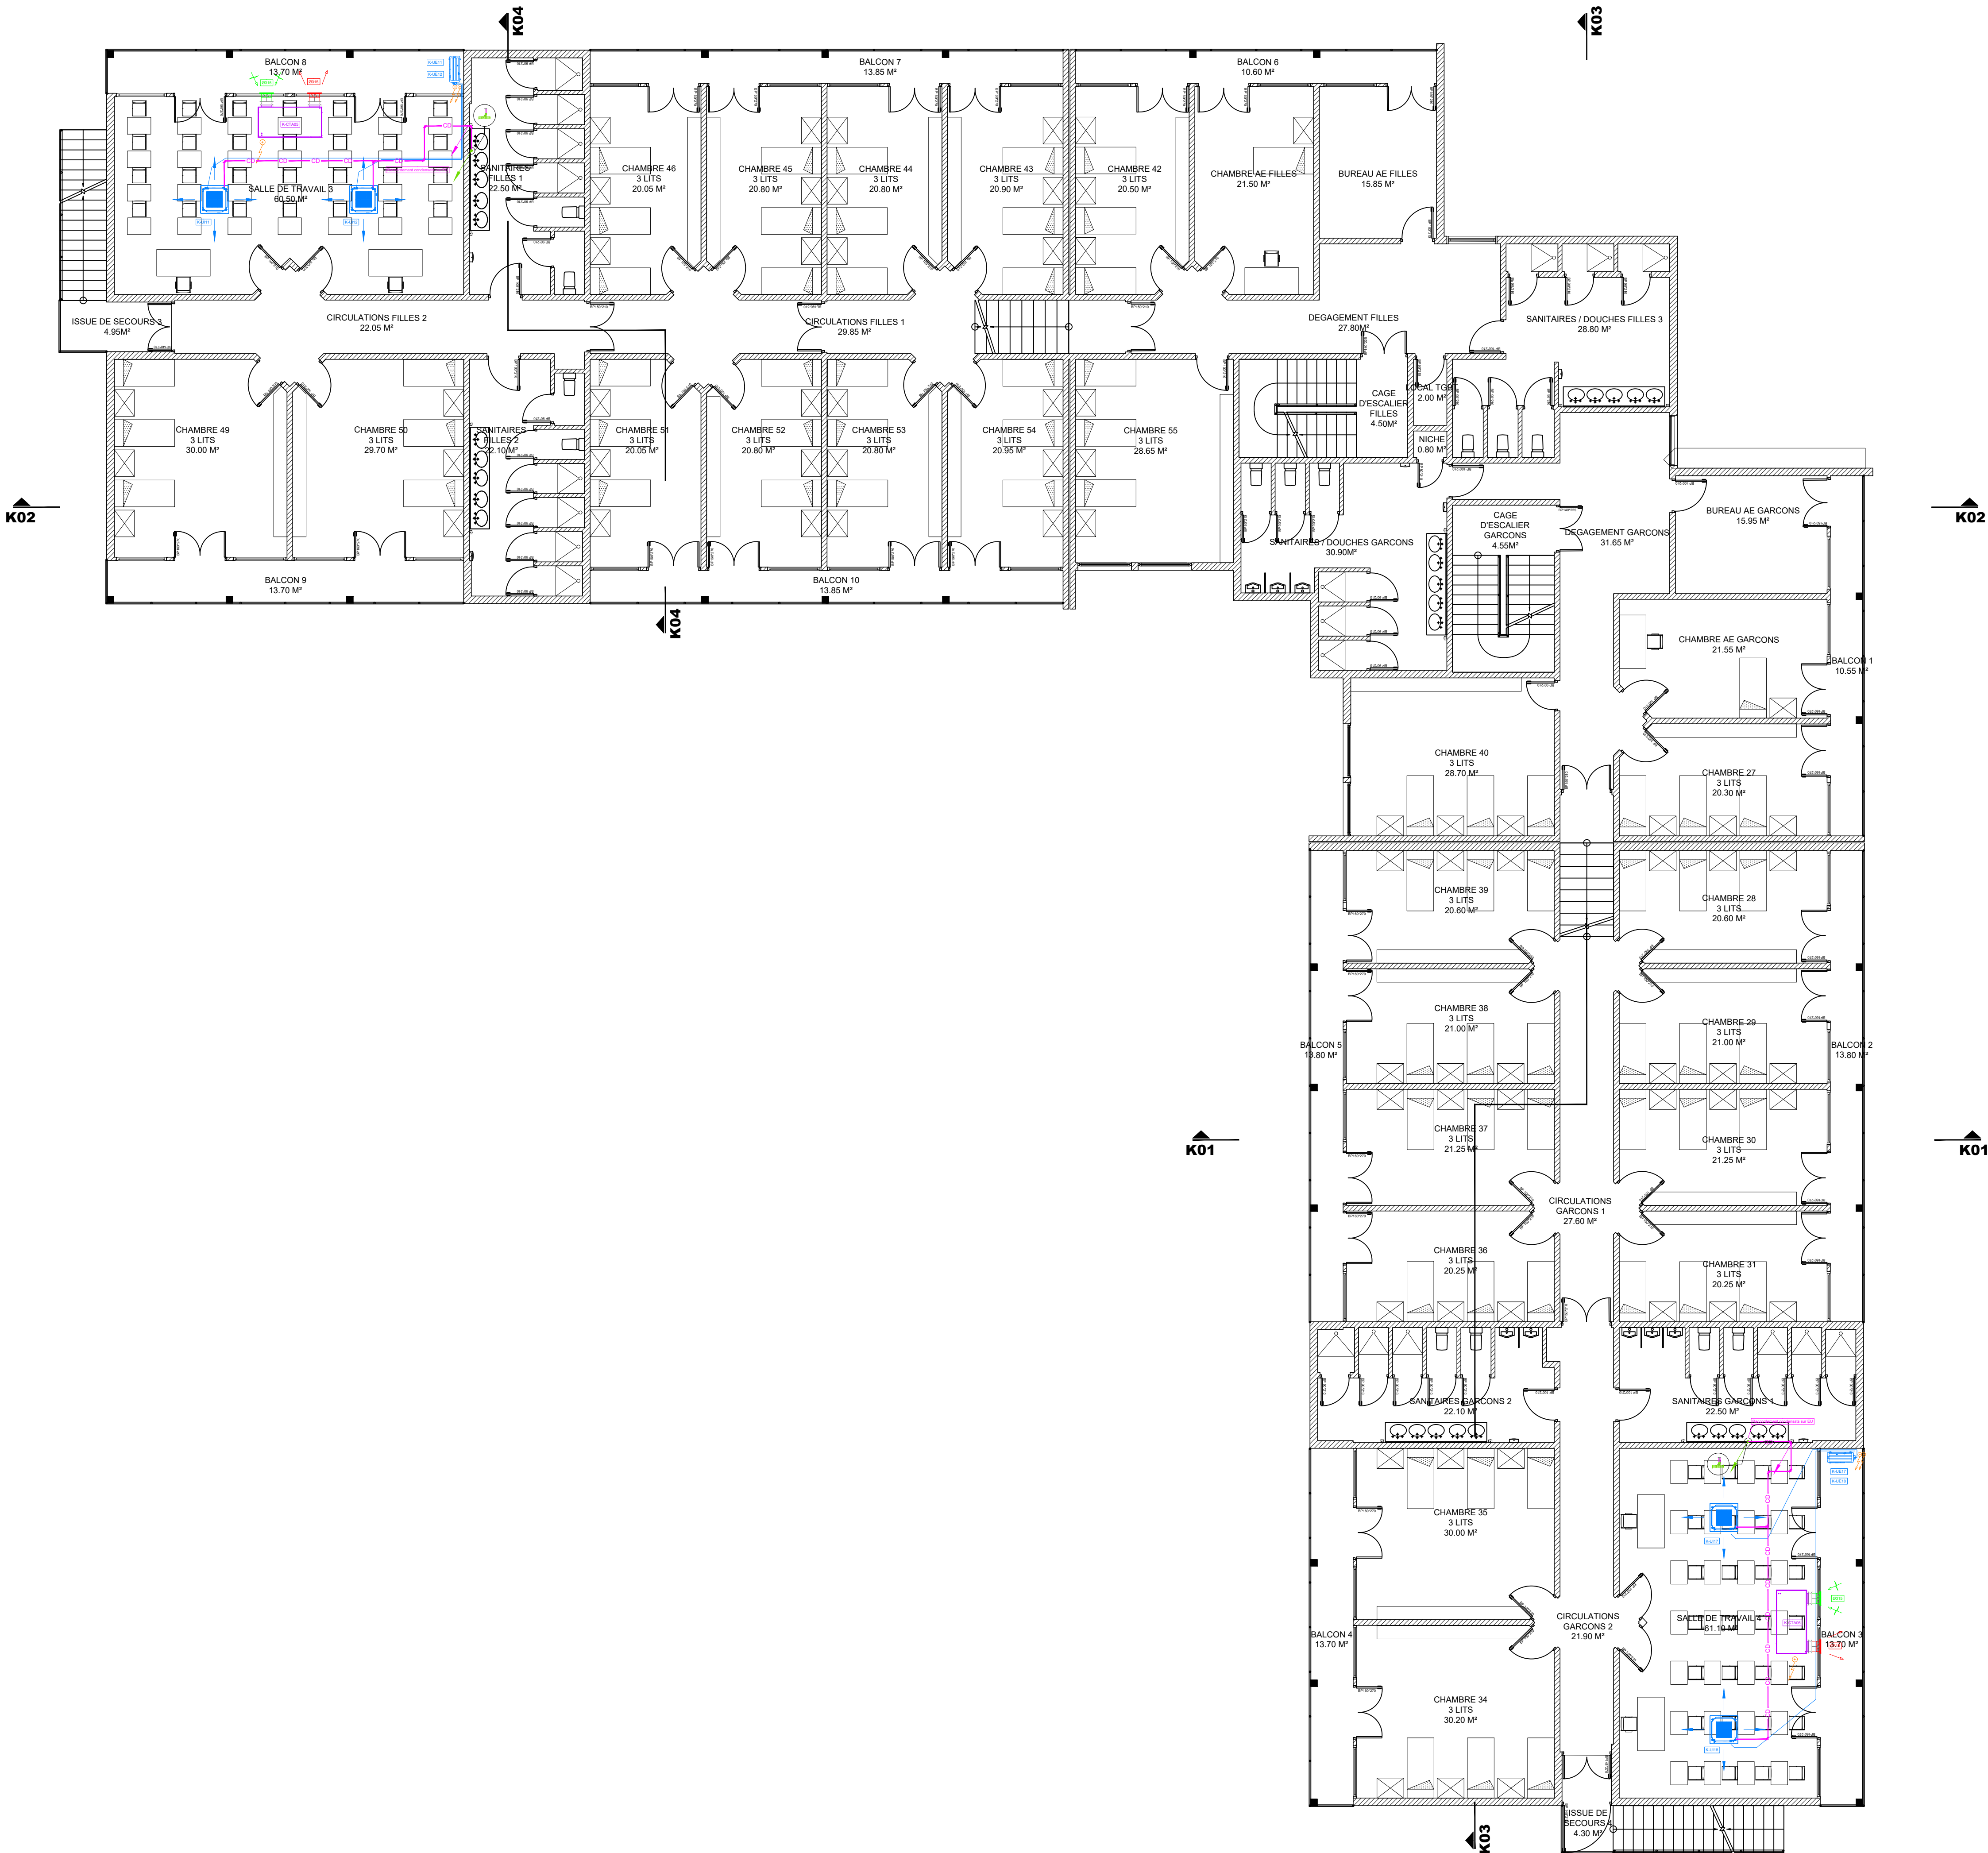 K04
K03
BALCON 8
13.70 M²
K-UE11
K-UE12
BALCON 7
13.85 M²
BALCON 6
10.60 M²
SALLE DE TRAVAIL 3
60.50 M²
SANITAIRES
FILLES 1
22.50 M²
CHAMBRE 46
3 LITS
20.05 M²
CHAMBRE 45
3 LITS
20.80 M²
CHAMBRE 44
3 LITS
20.80 M²
CHAMBRE 43
3 LITS
20.90 M²
CHAMBRE 42
3 LITS
20.50 M²
CHAMBRE AE FILLES
21.50 M²
BUREAU AE FILLES
15.85 M²
CD
CD
CD
CD
CD
CD
ISSUE DE SECOURS 3
4.95M²
CIRCULATIONS FILLES 2
22.05 M²
CIRCULATIONS FILLES 1
29.85 M²
DEGAGEMENT FILLES
27.80M²
SANITAIRES / DOUCHES FILLES 3
28.80 M²
CAGE
D'ESCALIER
FILLES
4.50M²
LOCAL TGBT
2.00 M²
NICHE
0.80 M²
CHAMBRE 49
3 LITS
30.00 M²
CHAMBRE 50
3 LITS
29.70 M²
SANITAIRES
FILLES 2
22.10 M²
CHAMBRE 51
3 LITS
20.05 M²
CHAMBRE 52
3 LITS
20.80 M²
CHAMBRE 53
3 LITS
20.80 M²
CHAMBRE 54
3 LITS
20.95 M²
CHAMBRE 55
3 LITS
28.65 M²
K02
K02
BUREAU AE GARCONS
15.95 M²
CAGE
D'ESCALIER
GARCONS
4.55M²
DEGAGEMENT GARCONS
31.65 M²
SANITAIRES / DOUCHES GARCONS
30.90M²
BALCON 9
13.70 M²
BALCON 10
13.85 M²
K04
CHAMBRE AE GARCONS
21.55 M²
BALCON 1
10.55 M²
CHAMBRE 40
3 LITS
28.70 M²
CHAMBRE 27
3 LITS
20.30 M²
CHAMBRE 39
3 LITS
20.60 M²
CHAMBRE 28
3 LITS
20.60 M²
CHAMBRE 38
3 LITS
21.00 M²
CHAMBRE 29
3 LITS
21.00 M²
BALCON 5
13.80 M²
BALCON 2
13.80 M²
CHAMBRE 37
3 LITS
21.25 M²
CHAMBRE 30
3 LITS
21.25 M²
K01
K01
CIRCULATIONS
GARCONS 1
27.60 M²
CHAMBRE 36
3 LITS
20.25 M²
CHAMBRE 31
3 LITS
20.25 M²
SANITAIRES GARCONS 2
22.10 M²
SANITAIRES GARCONS 1
22.50 M²
K-UE17
K-UE18
CHAMBRE 35
3 LITS
30.00 M²
CIRCULATIONS
GARCONS 2
21.90 M²
SALLE DE TRAVAIL 4
61.10 M²
BALCON 4
13.70 M²
BALCON 3
13.70 M²
CHAMBRE 34
3 LITS
30.20 M²
ISSUE DE
SECOURS 4
4.30 M²
K03